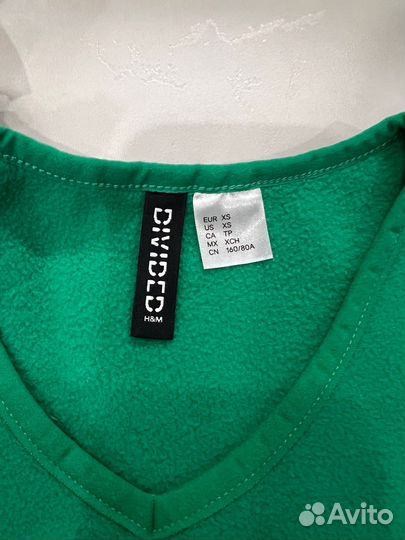 DIVIDED
H&M
EUR XS
US XS
CA TP
MX XCH
CN 160/80A
Avito